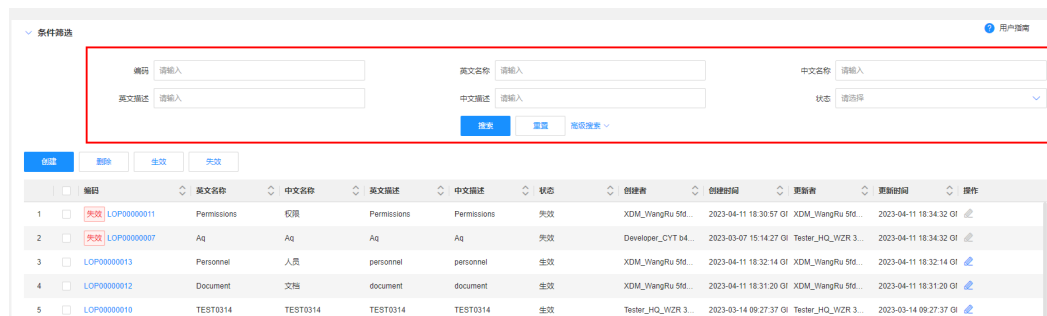 条件筛选 用户指南
编码 请输入 英文名称 请输入 中文名称 请输入
英文描述 请输入 中文描述 请输入 状态 请选择
搜索 重置 高级搜索
创建 删除 生效 失效
编码 英文名称 中文名称 英文描述 中文描述 状态 创建者 创建时间 更新者 更新时间 操作
1 失效 LOP00000011 Permissions 权限 Permissions Permissions 失效 XDM_WangRu 5fd... 2023-04-11 18:30:57 GI XDM_WangRu 5fd... 2023-04-11 18:34:32 GI
2 失效 LOP00000007 Aq Aq Aq Aq 失效 Developer_CYT b4... 2023-03-07 15:14:27 GI Tester_HQ_WZR 3... 2023-04-11 18:34:32 GI
3 LOP00000013 Personnel 人员 personnel personnel 生效 XDM_WangRu 5fd... 2023-04-11 18:32:14 GI XDM_WangRu 5fd... 2023-04-11 18:32:14 GI
4 LOP00000012 Document 文档 document document 生效 XDM_WangRu 5fd... 2023-04-11 18:31:20 GI XDM_WangRu 5fd... 2023-04-11 18:31:20 GI
5 LOP00000010 TEST0314 TEST0314 TEST0314 TEST0314 生效 Tester_HQ_WZR 3... 2023-03-14 09:27:37 GI Tester_HQ_WZR 3... 2023-03-14 09:27:37 GI